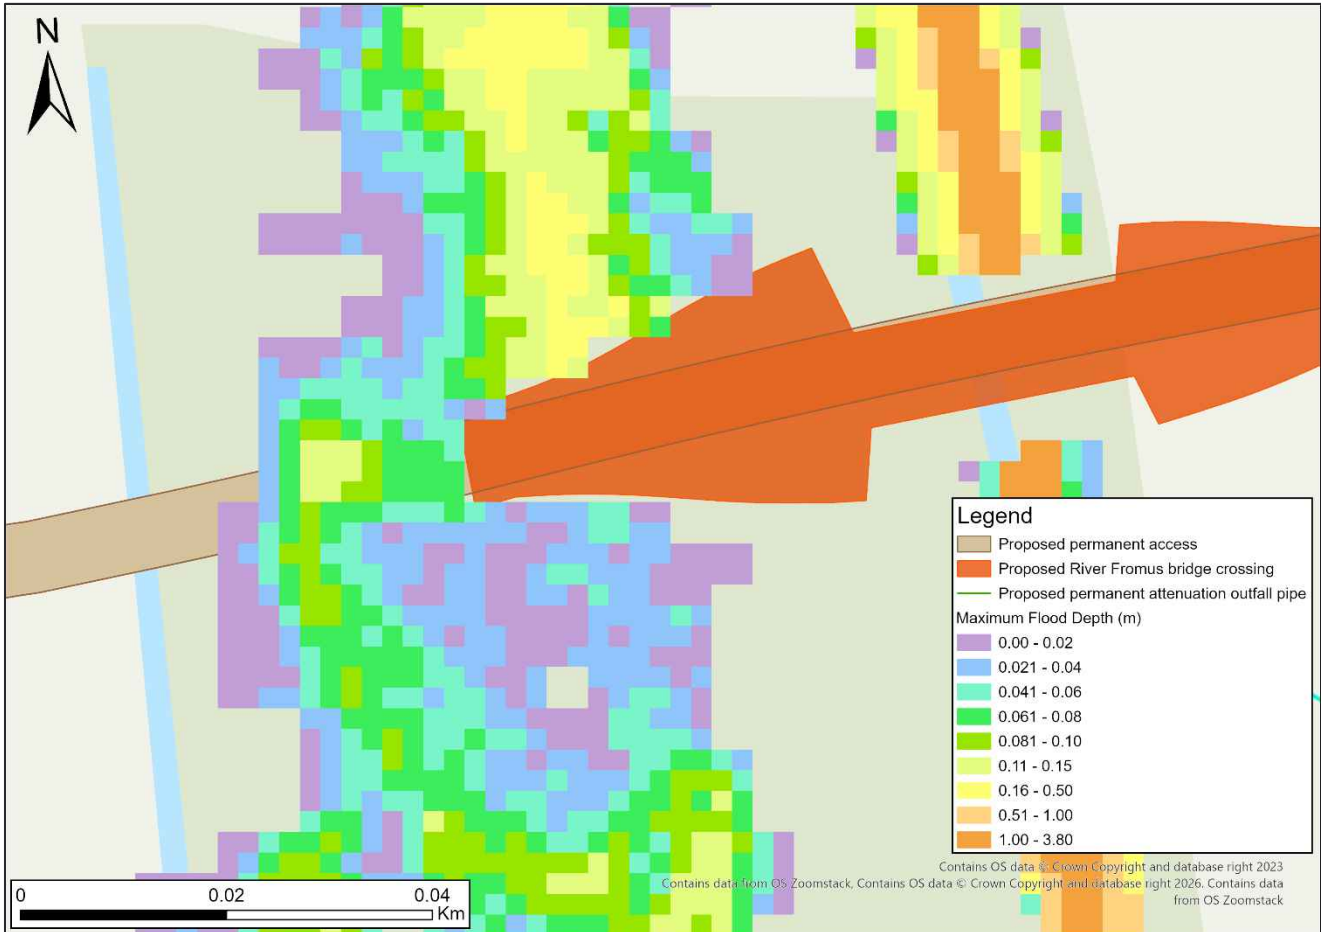 N
Legend
Proposed permanent access
Proposed River Fromus bridge crossing
Proposed permanent attenuation outfall pipe
Maximum Flood Depth (m)
0.00 - 0.02
0.021 - 0.04
0.041 - 0.06
0.061 - 0.08
0.081 - 0.10
0.11 - 0.15
0.16 - 0.50
0.51 - 1.00
1.00 - 3.80
Contains OS data © Crown Copyright and database right 2023
Contains data from OS Zoomstack, Contains OS data © Crown Copyright and database right 2026. Contains data
from OS Zoomstack
0 0.02 0.04
Km